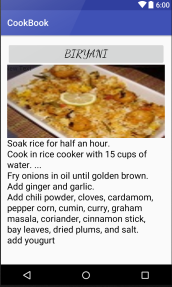 6:00
CookBook
BIRYANI
Soak rice for half an hour.
Cook in rice cooker with 15 cups of
water. ...
Fry onions in oil until golden brown.
Add ginger and garlic.
Add chili powder, cloves, cardamom,
pepper corn, cumin, curry, graham
masala, coriander, cinnamon stick,
bay leaves, dried plums, and salt.
add yougurt